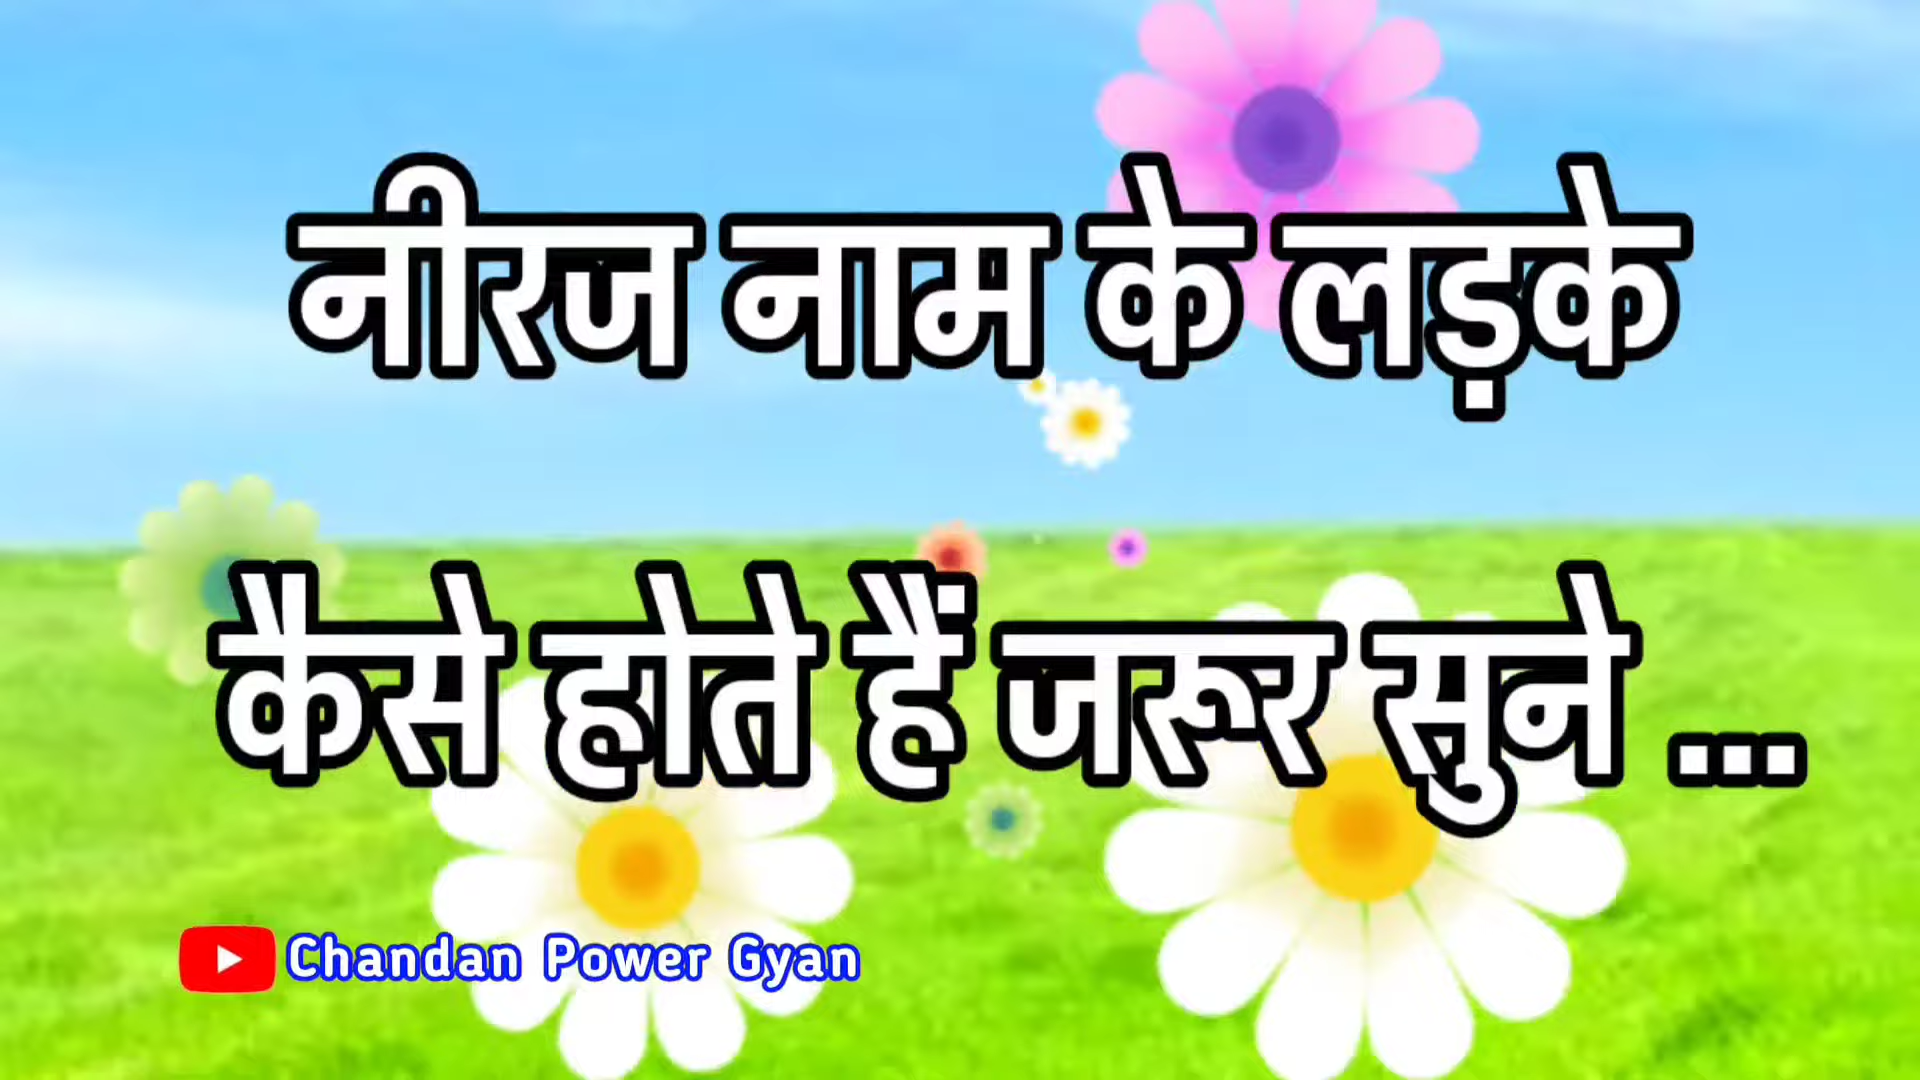 नीरज नाम के लड़के
कैसे होते हैं जरूर सुने ...
Chandan Power Gyan